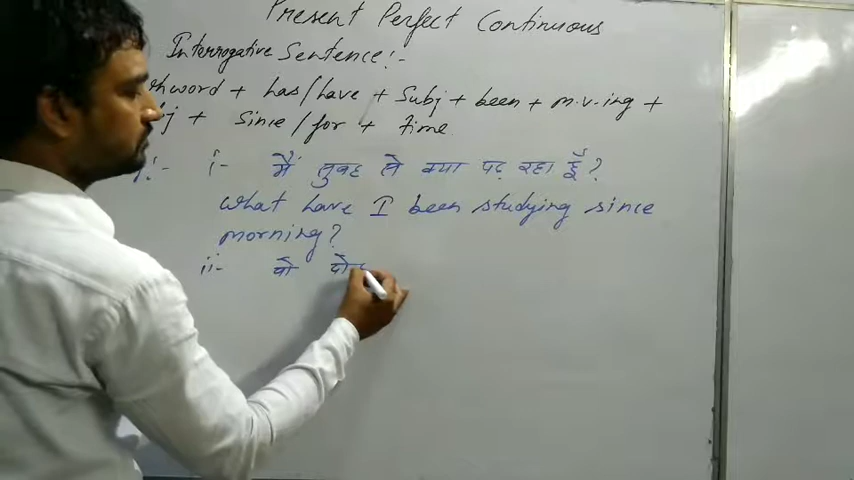 Present Perfect Continuous
Interrogative Sentence:-
hword + has/have + Subj + been + m.v-ing +
j + Since/for + time.
:- i- मैं सुबह से क्या पढ़ रहा हूँ?
What have I been studying since
morning?
ii- वो दो